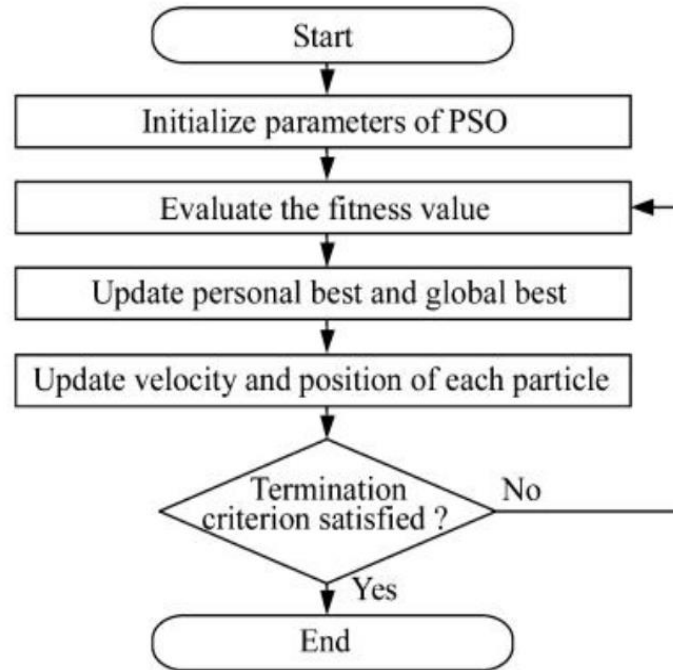 Start
Initialize parameters of PSO
Evaluate the fitness value
Update personal best and global best
Update velocity and position of each particle
Termination
criterion satisfied ?
No
Yes
End